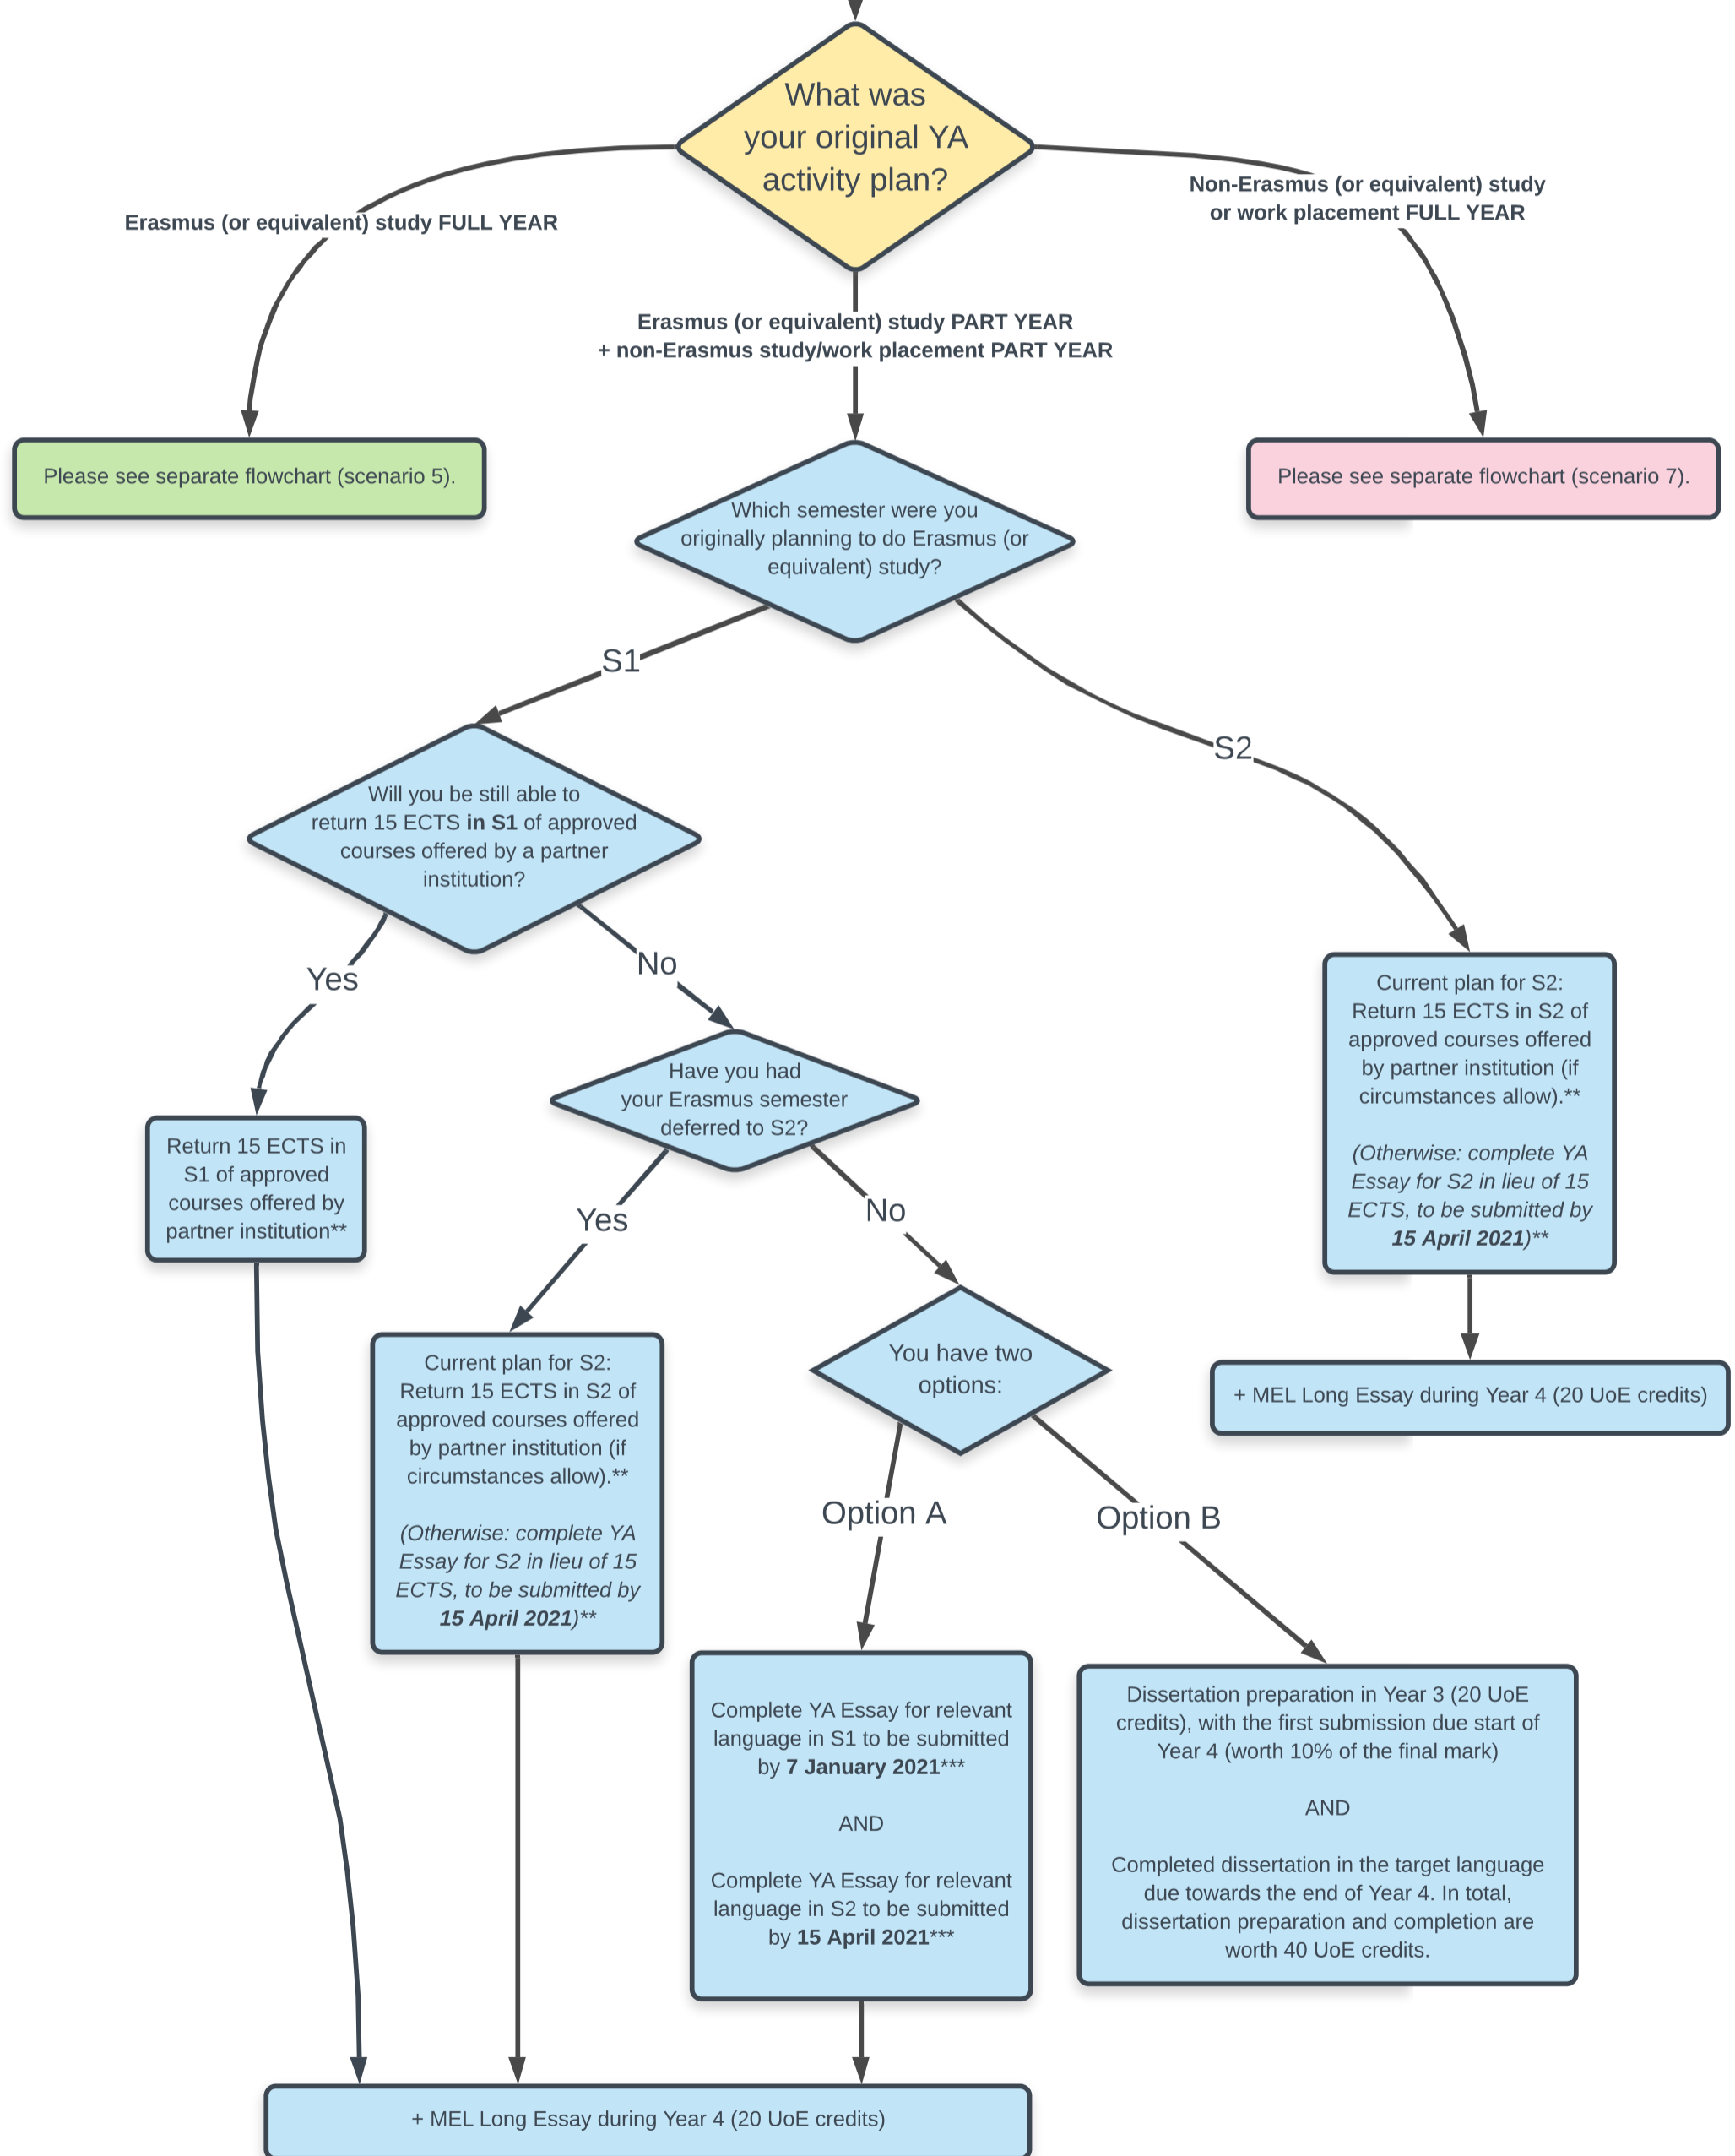 What was
your original YA
activity plan?
Erasmus (or equivalent) study FULL YEAR
Non-Erasmus (or equivalent) study
or work placement FULL YEAR
Erasmus (or equivalent) study PART YEAR
+ non-Erasmus study/work placement PART YEAR
Please see separate flowchart (scenario 5).
Please see separate flowchart (scenario 7).
Which semester were you
originally planning to do Erasmus (or
equivalent) study?
S1
S2
Will you be still able to
return 15 ECTS in S1 of approved
courses offered by a partner
institution?
Yes
No
Current plan for S2:
Return 15 ECTS in S2 of
approved courses offered
by partner institution (if
circumstances allow).**
(Otherwise: complete YA
Essay for S2 in lieu of 15
ECTS, to be submitted by
15 April 2021)**
Have you had
your Erasmus semester
deferred to S2?
Return 15 ECTS in
S1 of approved
courses offered by
partner institution**
Yes
No
Current plan for S2:
Return 15 ECTS in S2 of
approved courses offered
by partner institution (if
circumstances allow).**
(Otherwise: complete YA
Essay for S2 in lieu of 15
ECTS, to be submitted by
15 April 2021)**
You have two
options:
+ MEL Long Essay during Year 4 (20 UoE credits)
Option A
Option B
Complete YA Essay for relevant
language in S1 to be submitted
by 7 January 2021***
AND
Complete YA Essay for relevant
language in S2 to be submitted
by 15 April 2021***
Dissertation preparation in Year 3 (20 UoE
credits), with the first submission due start of
Year 4 (worth 10% of the final mark)
AND
Completed dissertation in the target language
due towards the end of Year 4. In total,
dissertation preparation and completion are
worth 40 UoE credits.
+ MEL Long Essay during Year 4 (20 UoE credits)